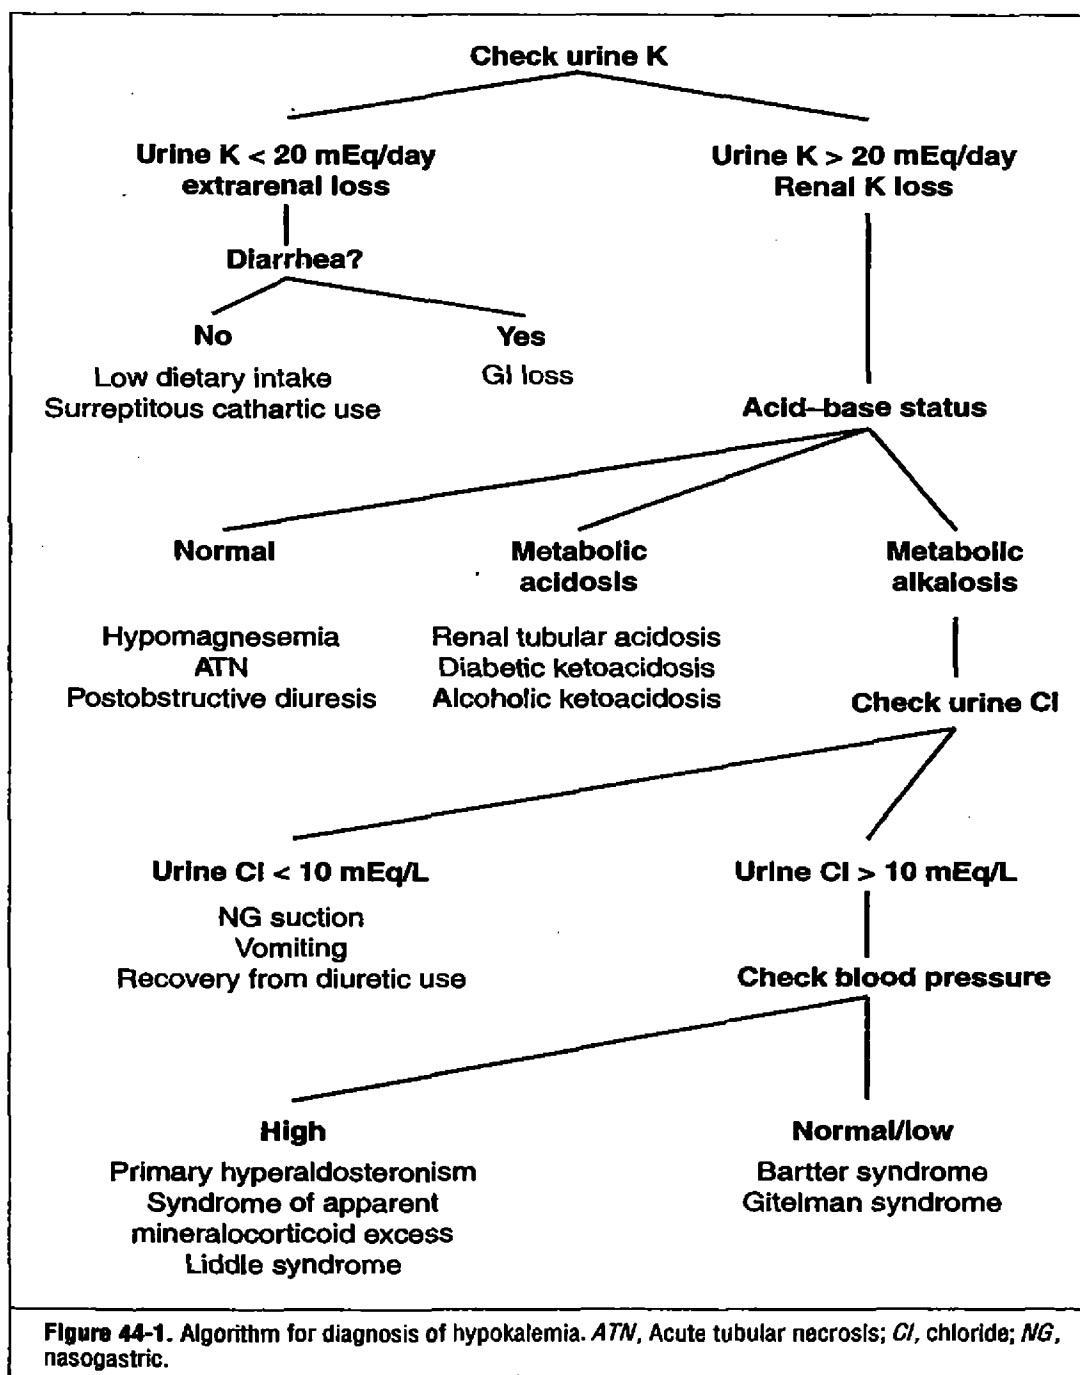 Check urine K
Urine K < 20 mEq/day
extrarenal loss
Urine K > 20 mEq/day
Renal K loss
Diarrhea?
No
Low dietary intake
Surreptitous cathartic use
Yes
GI loss
Acid–base status
Normal
Hypomagnesemia
ATN
Postobstructive diuresis
Metabolic
acidosis
Renal tubular acidosis
Diabetic ketoacidosis
Alcoholic ketoacidosis
Metabolic
alkalosis
Check urine Cl
Urine Cl < 10 mEq/L
NG suction
Vomiting
Recovery from diuretic use
Urine Cl > 10 mEq/L
Check blood pressure
High
Primary hyperaldosteronism
Syndrome of apparent
mineralocorticoid excess
Liddle syndrome
Normal/low
Bartter syndrome
Gitelman syndrome
Figure 44-1. Algorithm for diagnosis of hypokalemia. ATN, Acute tubular necrosis; Cl, chloride; NG,
nasogastric.